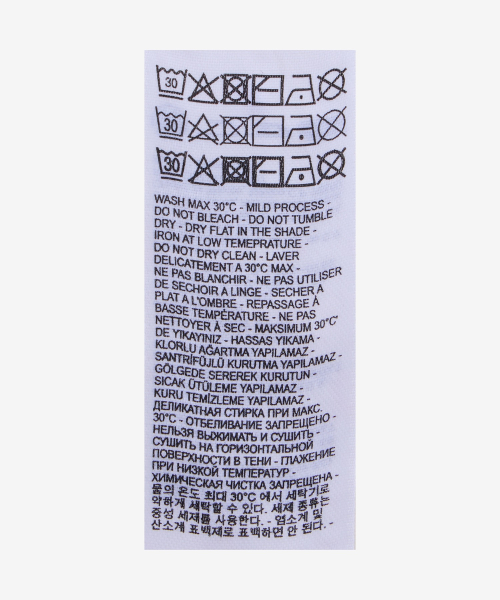 30
30
30
WASH MAX 30°C - MILD PROCESS -
DO NOT BLEACH - DO NOT TUMBLE
DRY - DRY FLAT IN THE SHADE -
IRON AT LOW TEMEPRATURE -
DO NOT DRY CLEAN - LAVER
DELICATEMENT A 30°C MAX -
NE PAS BLANCHIR - NE PAS UTILISER
DE SECHOIR A LINGE - SECHER À
PLAT A L'OMBRE - REPASSAGE À
BASSE TEMPÉRATURE - NE PAS
NETTOYER À SEC - MAKSIMUM 30°C'
DE YIKAYINIZ - HASSAS YIKAMA -
KLORLU AĞARTMA YAPILAMAZ -
SANTRİFÜJLÜ KURUTMA YAPILAMAZ -
GÖLGEDE SEREREK KURUTUN -
SICAK ÜTÜLEME YAPILAMAZ -
KURU TEMİZLEME YAPILAMAZ -
ДЕЛИКАТНАЯ СТИРКА ПРИ МАКС.
30°C - ОТБЕЛИВАНИЕ ЗАПРЕЩЕНО -
НЕЛЬЗЯ ВЫЖИМАТЬ И СУШИТЬ -
СУШИТЬ НА ГОРИЗОНТАЛЬНОЙ
ПОВЕРХНОСТИ В ТЕНИ - ГЛАЖЕНИЕ
ПРИ НИЗКОЙ ТЕМПЕРАТУР -
ХИМИЧЕСКАЯ ЧИСТКА ЗАПРЕЩЕНА -
물의 온도 최대 30°C 에서 세탁기로
약하게 세탁할 수 있다. 세제 종류는
중성 세제를 사용한다. - 염소계 및
산소계 표백제로 표백하면 안 된다. -